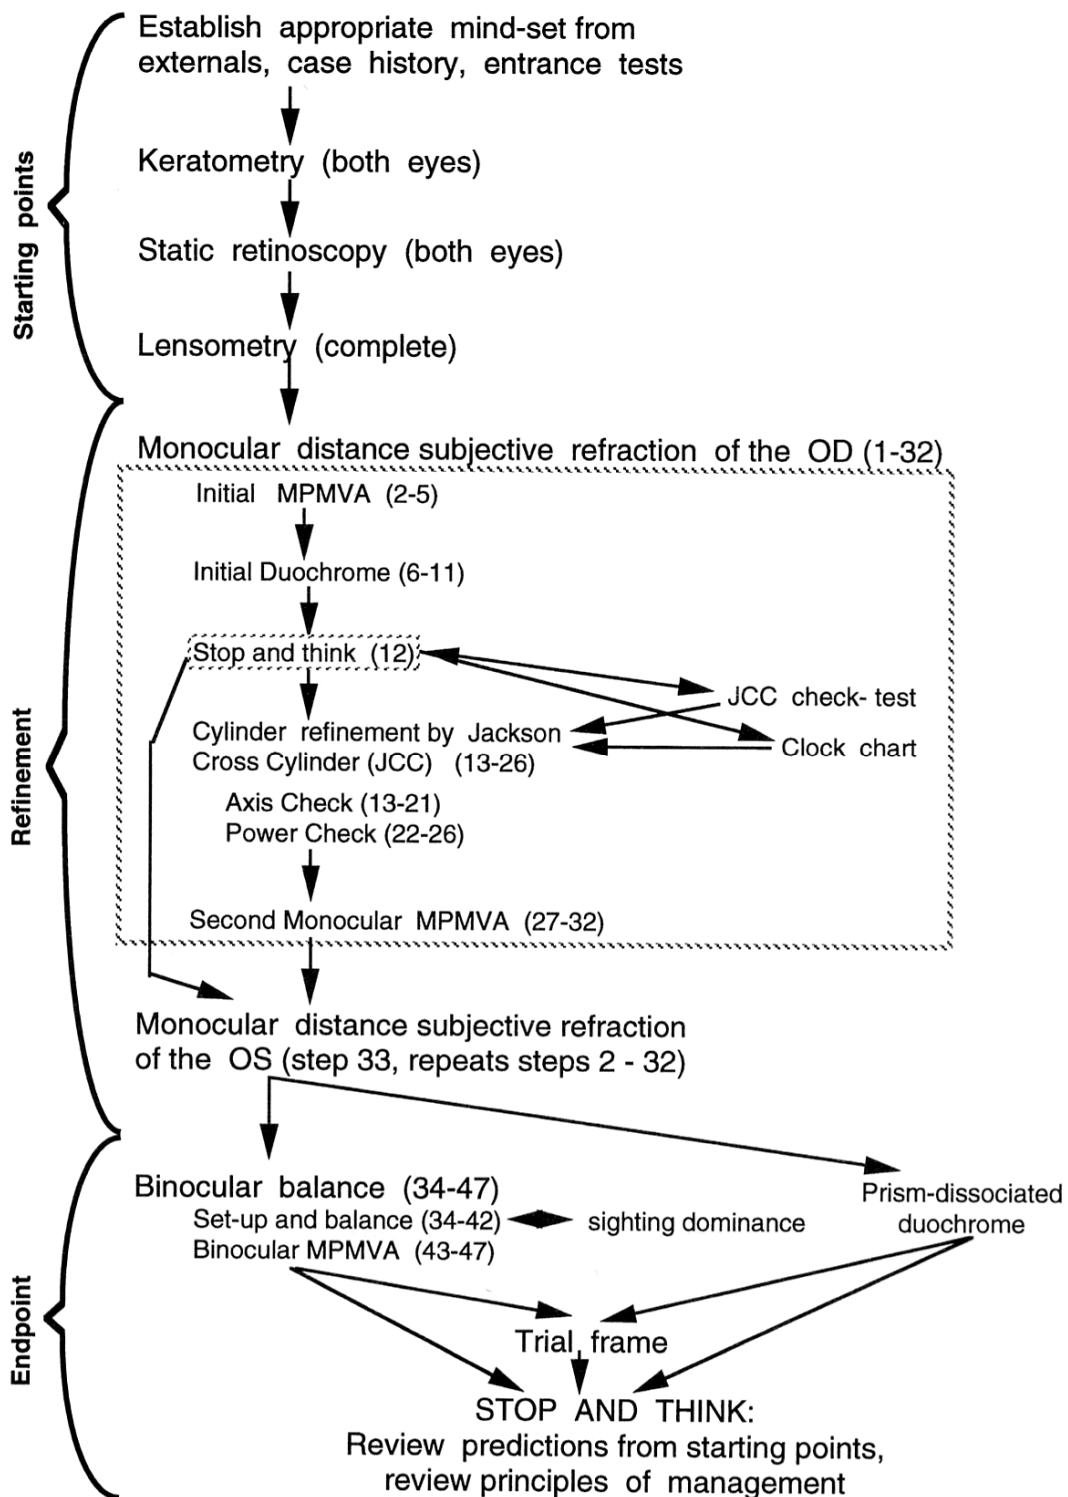 Establish appropriate mind-set from
externals, case history, entrance tests
Keratometry (both eyes)
Static retinoscopy (both eyes)
Lensometry (complete)
Starting points
Monocular distance subjective refraction of the OD (1-32)
Initial MPMVA (2-5)
Initial Duochrome (6-11)
Stop and think (12)
JCC check- test
Clock chart
Cylinder refinement by Jackson
Cross Cylinder (JCC) (13-26)
Axis Check (13-21)
Power Check (22-26)
Second Monocular MPMVA (27-32)
Refinement
Monocular distance subjective refraction
of the OS (step 33, repeats steps 2 - 32)
Binocular balance (34-47)
Set-up and balance (34-42)
sighting dominance
Binocular MPMVA (43-47)
Prism-dissociated
duochrome
Endpoint
Trial frame
STOP AND THINK:
Review predictions from starting points,
review principles of management